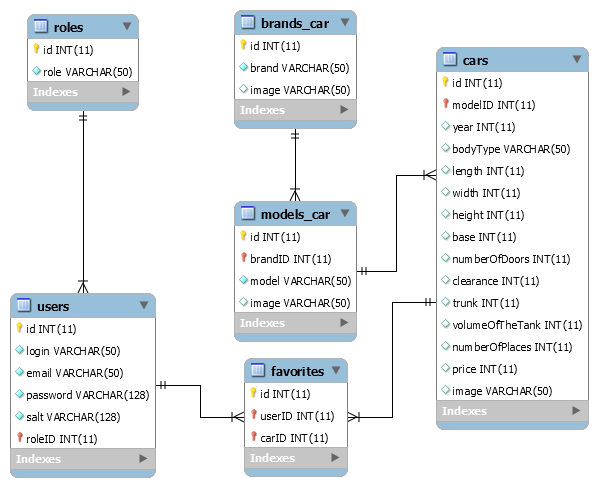 roles
id INT(11)
role VARCHAR(50)
Indexes
brands_car
id INT(11)
brand VARCHAR(50)
image VARCHAR(50)
Indexes
cars
id INT(11)
modelID INT(11)
year INT(11)
bodyType VARCHAR(50)
length INT(11)
width INT(11)
height INT(11)
base INT(11)
numberOfDoors INT(11)
clearance INT(11)
trunk INT(11)
volumeOfTheTank INT(11)
numberOfPlaces INT(11)
price INT(11)
image VARCHAR(50)
Indexes
models_car
id INT(11)
brandID INT(11)
model VARCHAR(50)
image VARCHAR(50)
Indexes
users
id INT(11)
login VARCHAR(50)
email VARCHAR(50)
password VARCHAR(128)
salt VARCHAR(128)
roleID INT(11)
Indexes
favorites
id INT(11)
userID INT(11)
carID INT(11)
Indexes